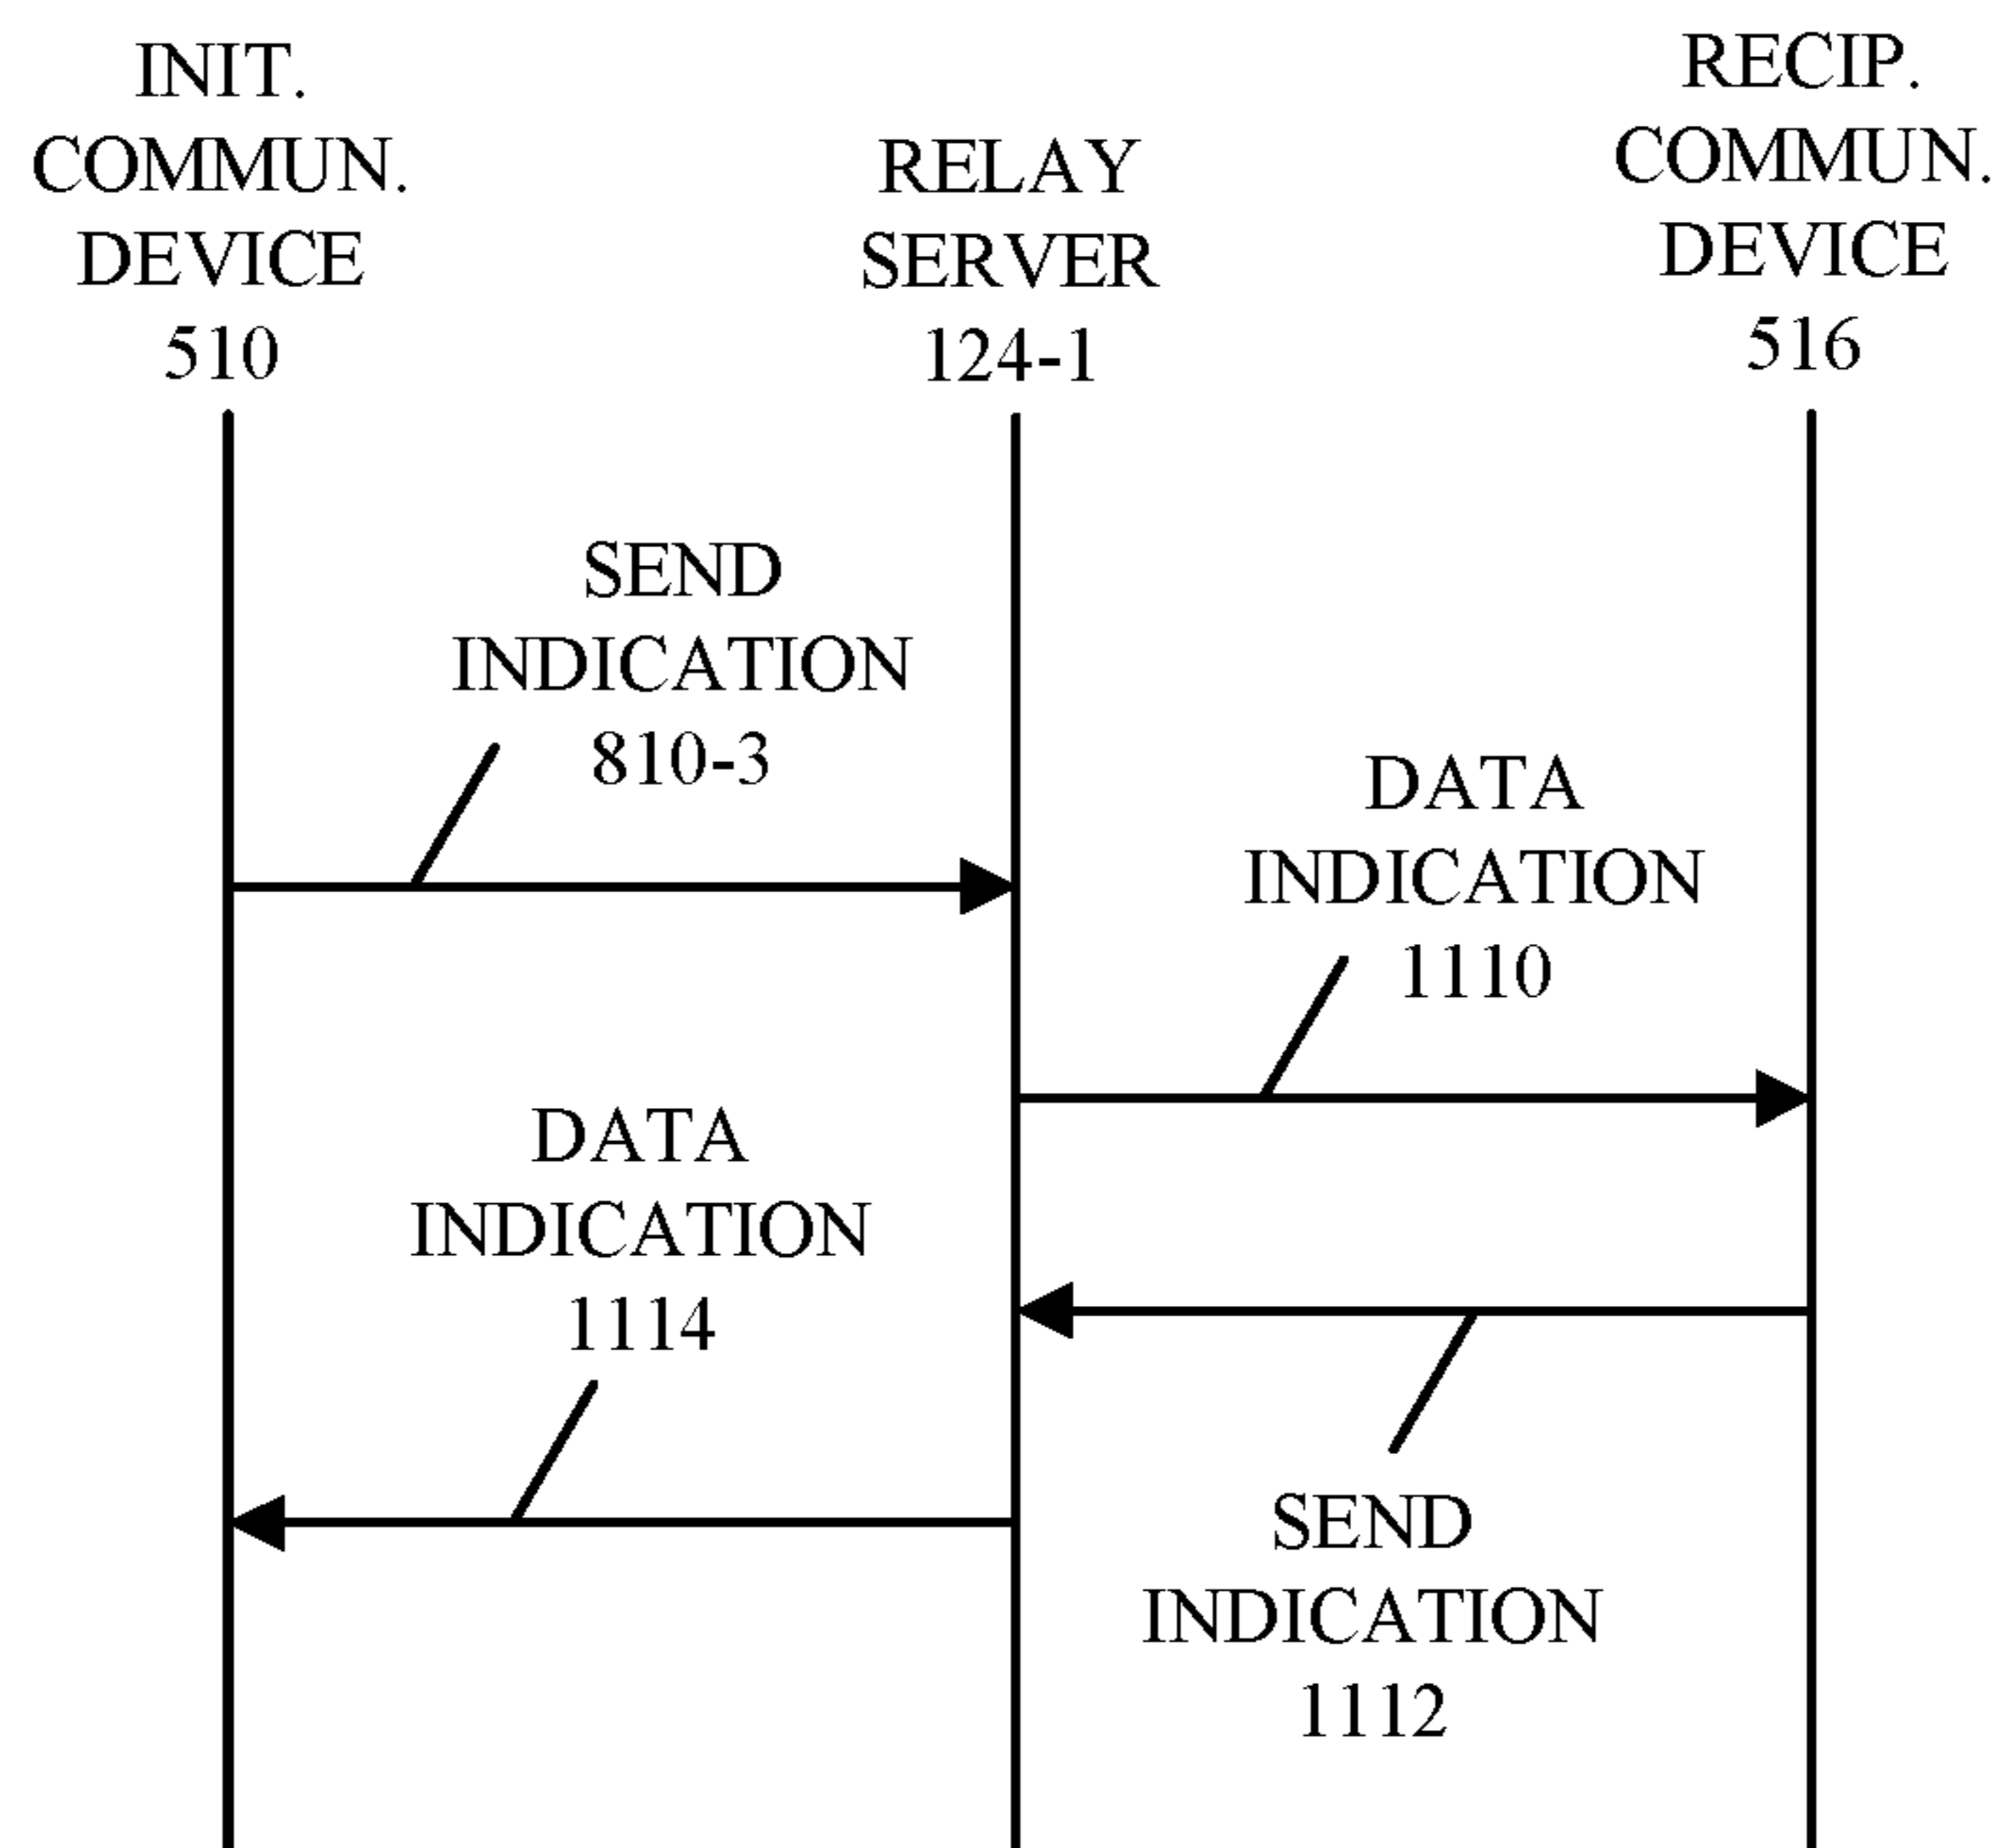 INIT.
COMMUN.
DEVICE
510
RELAY
SERVER
124-1
RECIP.
COMMUN.
DEVICE
516
SEND
INDICATION
810-3
DATA
INDICATION
1110
DATA
INDICATION
1114
SEND
INDICATION
1112